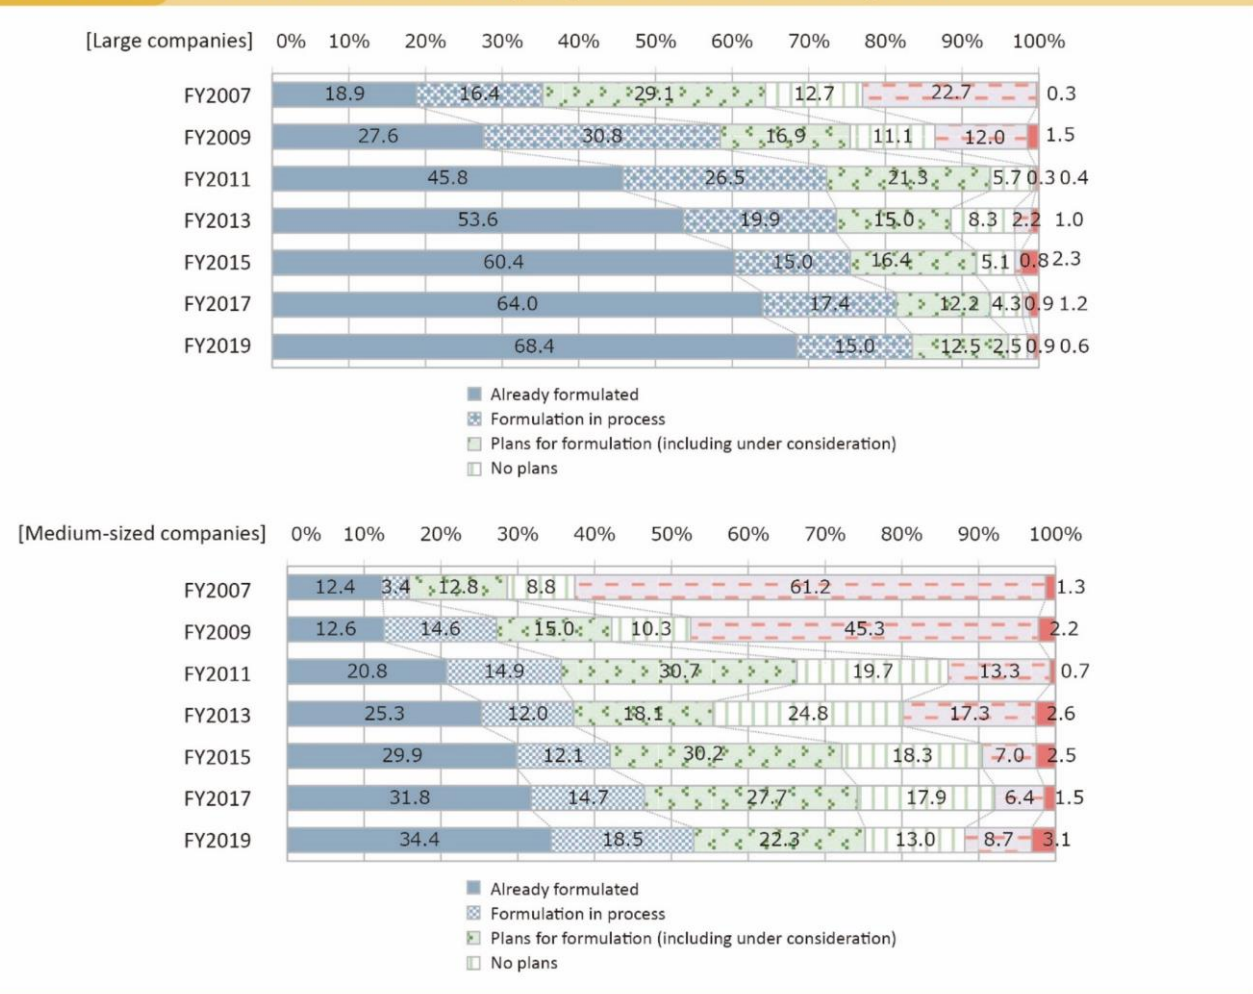 [Large companies] 0% 10% 20% 30% 40% 50% 60% 70% 80% 90% 100%
FY2007 18.9 16.4 29.1 12.7 22.7 0.3
FY2009 27.6 30.8 16.9 11.1 12.0 1.5
FY2011 45.8 26.5 21.3 5.7 0.3 0.4
FY2013 53.6 19.9 15.0 8.3 2.2 1.0
FY2015 60.4 15.0 16.4 5.1 0.8 2.3
FY2017 64.0 17.4 12.2 4.3 0.9 1.2
FY2019 68.4 15.0 12.5 2.5 0.9 0.6
Already formulated
Formulation in process
Plans for formulation (including under consideration)
No plans
[Medium-sized companies] 0% 10% 20% 30% 40% 50% 60% 70% 80% 90% 100%
FY2007 12.4 3.4 12.8 8.8 61.2 1.3
FY2009 12.6 14.6 15.0 10.3 45.3 2.2
FY2011 20.8 14.9 30.7 19.7 13.3 0.7
FY2013 25.3 12.0 18.1 24.8 17.3 2.6
FY2015 29.9 12.1 30.2 18.3 7.0 2.5
FY2017 31.8 14.7 27.7 17.9 6.4 1.5
FY2019 34.4 18.5 22.3 13.0 8.7 3.1
Already formulated
Formulation in process
Plans for formulation (including under consideration)
No plans